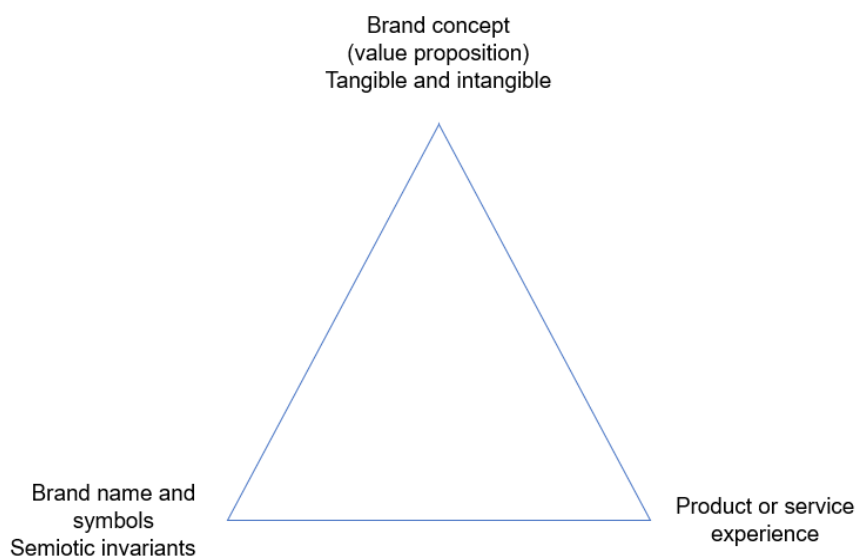 Brand concept
(value proposition)
Tangible and intangible
Brand name and
symbols
Semiotic invariants
Product or service
experience